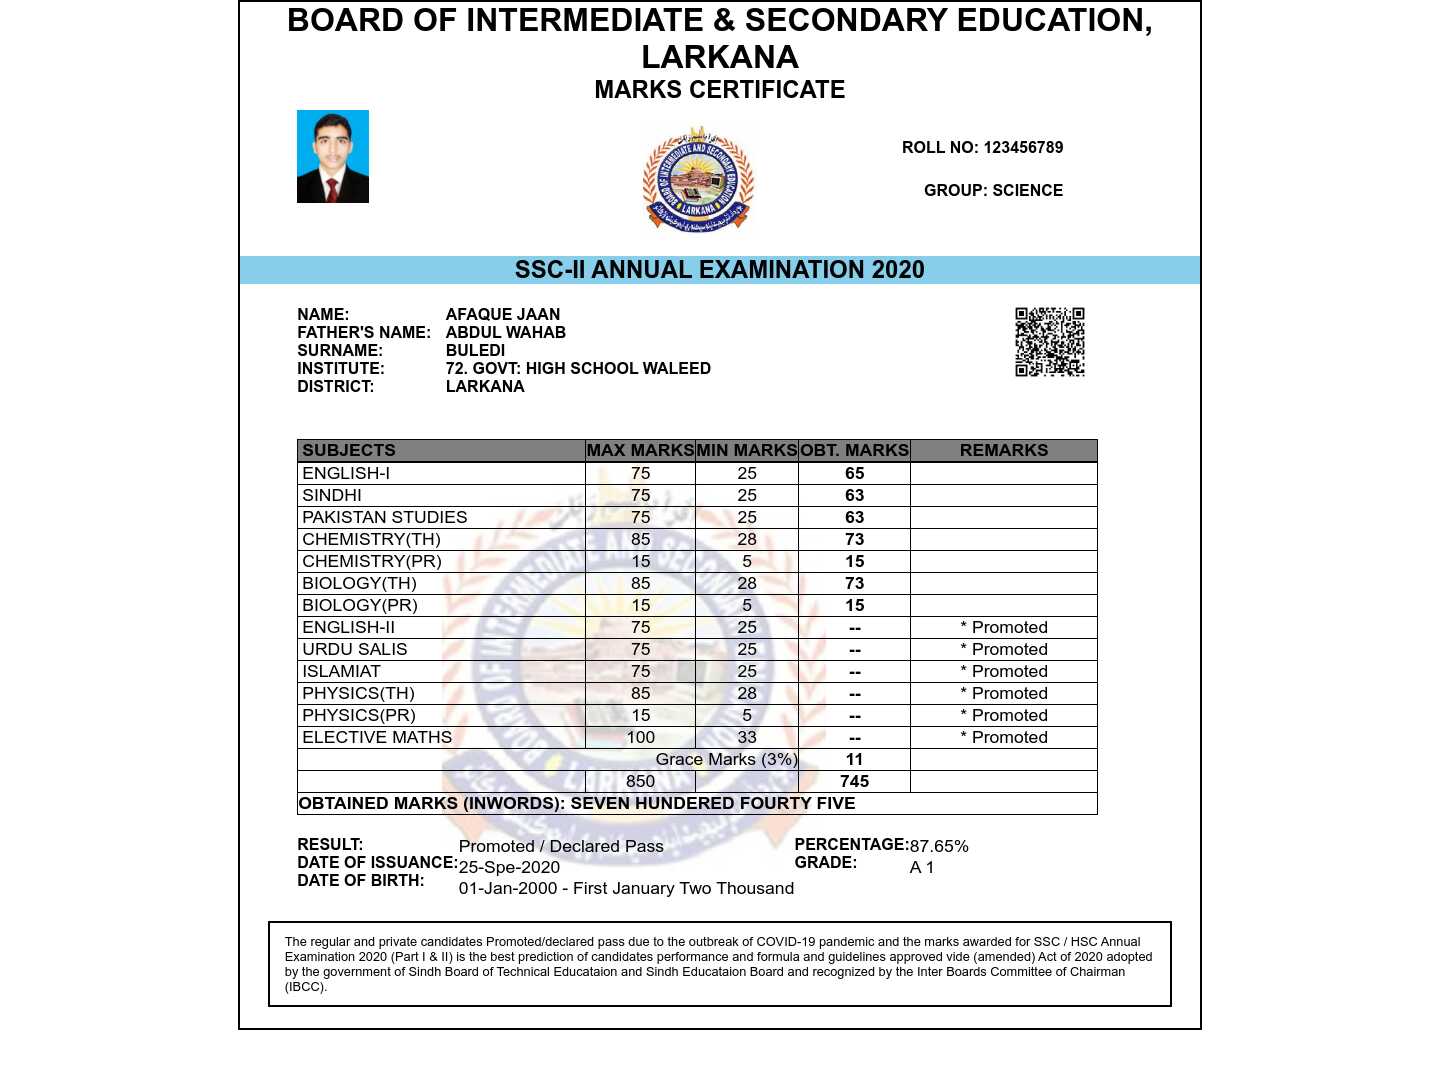 BOARD OF INTERMEDIATE & SECONDARY EDUCATION,
LARKANA
MARKS CERTIFICATE
BOARD OF INTERMEDIATE AND SECONDARY EDUCATION
LARKANA
ROLL NO: 123456789
GROUP: SCIENCE
SSC-II ANNUAL EXAMINATION 2020
NAME: AFAQUE JAAN
FATHER'S NAME: ABDUL WAHAB
SURNAME: BULEDI
INSTITUTE: 72. GOVT: HIGH SCHOOL WALEED
DISTRICT: LARKANA
SUBJECTS MAX MARKS MIN MARKS OBT. MARKS REMARKS
ENGLISH-I 75 25 65
SINDHI 75 25 63
PAKISTAN STUDIES 75 25 63
CHEMISTRY(TH) 85 28 73
CHEMISTRY(PR) 15 5 15
BIOLOGY(TH) 85 28 73
BIOLOGY(PR) 15 5 15
ENGLISH-II 75 25 -- * Promoted
URDU SALIS 75 25 -- * Promoted
ISLAMIAT 75 25 -- * Promoted
PHYSICS(TH) 85 28 -- * Promoted
PHYSICS(PR) 15 5 -- * Promoted
ELECTIVE MATHS 100 33 -- * Promoted
Grace Marks (3%) 11
850 745
OBTAINED MARKS (INWORDS): SEVEN HUNDERED FOURTY FIVE
RESULT: Promoted / Declared Pass PERCENTAGE: 87.65%
DATE OF ISSUANCE: 25-Spe-2020 GRADE: A 1
DATE OF BIRTH: 01-Jan-2000 - First January Two Thousand
The regular and private candidates Promoted/declared pass due to the outbreak of COVID-19 pandemic and the marks awarded for SSC / HSC Annual
Examination 2020 (Part I & II) is the best prediction of candidates performance and formula and guidelines approved vide (amended) Act of 2020 adopted
by the government of Sindh Board of Technical Educataion and Sindh Educataion Board and recognized by the Inter Boards Committee of Chairman
(IBCC).